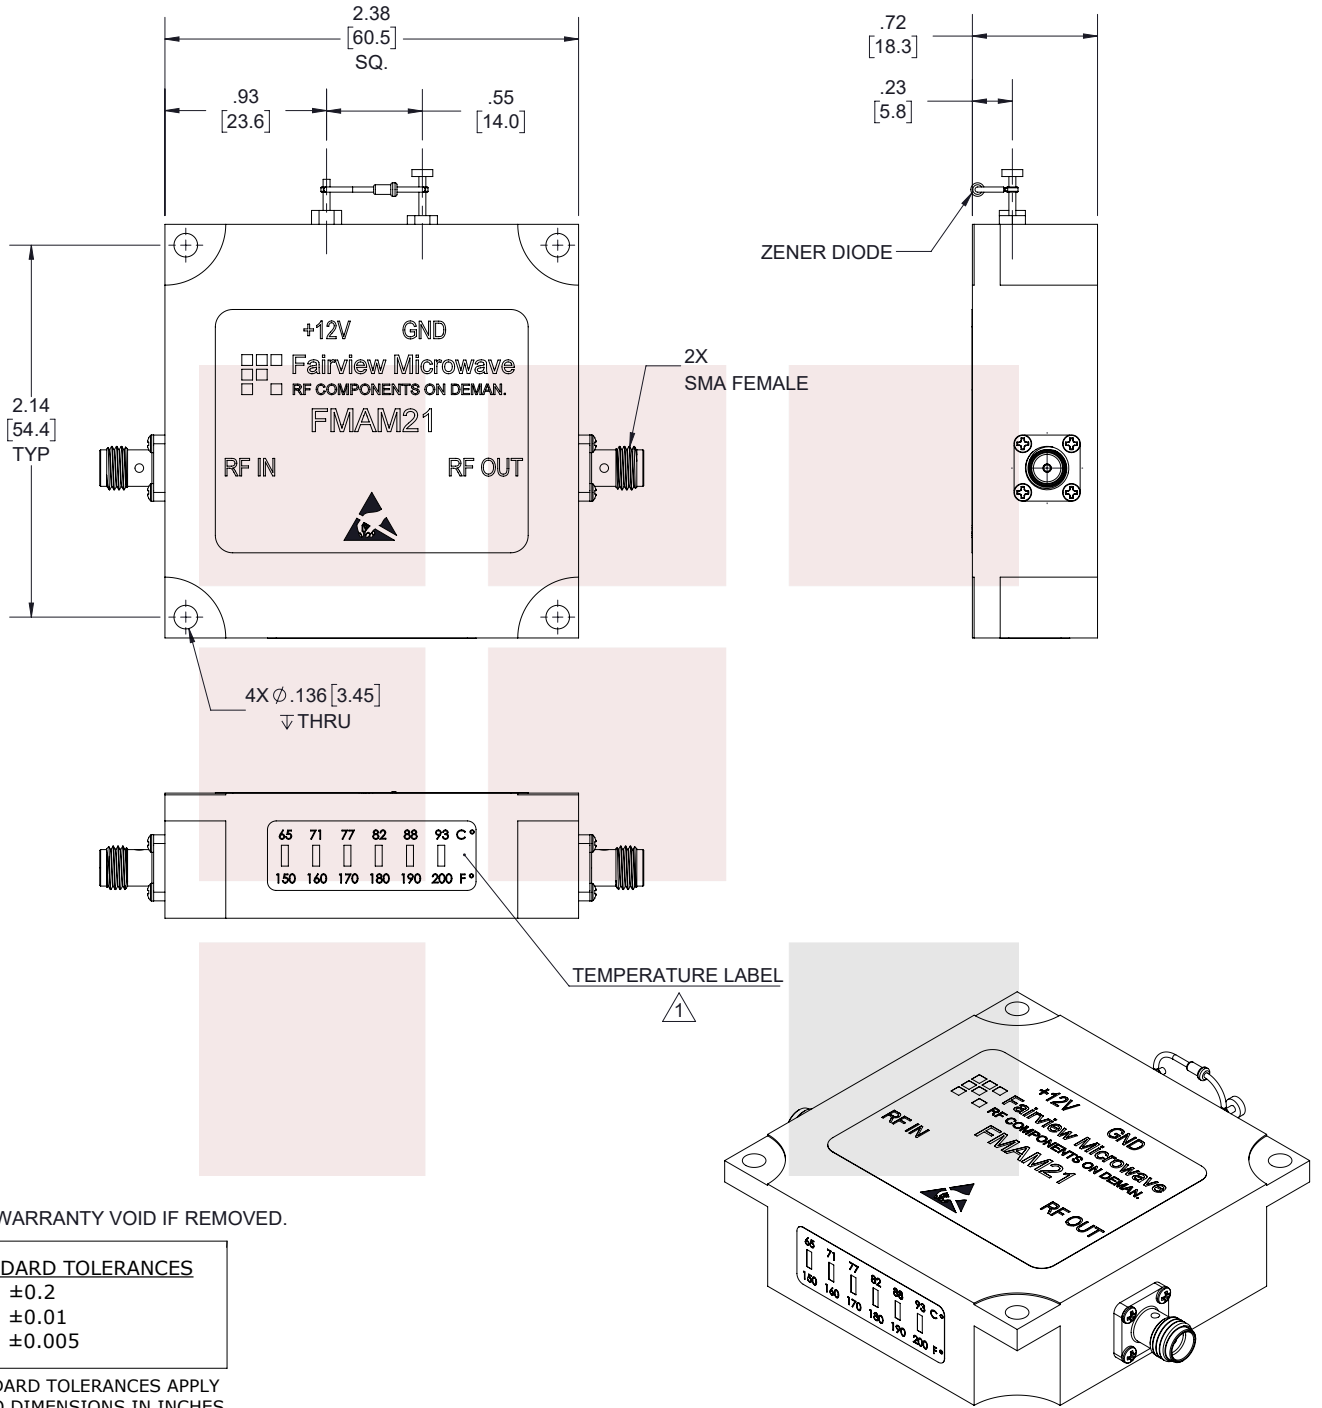 2.38
[60.5]
SQ.
.93
[23.6]
.55
[14.0]
.72
[18.3]
.23
[5.8]
ZENER DIODE
+12V GND
Fairview Microwave
RF COMPONENTS ON DEMAN.
FMAM21
RF IN RF OUT
2X
SMA FEMALE
2.14
[54.4]
TYP
4X ⌀.136[3.45]
↧ THRU
65 71 77 82 88 93 C°
150 160 170 180 190 200 F°
TEMPERATURE LABEL
1
+12V
GND
Fairview Microwave
RF COMPONENTS ON DEMAN.
FMAM21
RF IN
RF OUT
65 71 77 82 88 93 C°
150 160 170 180 190 200 F°
WARRANTY VOID IF REMOVED.
DARD TOLERANCES
±0.2
±0.01
±0.005
DARD TOLERANCES APPLY
DIMENSIONS IN INCHES